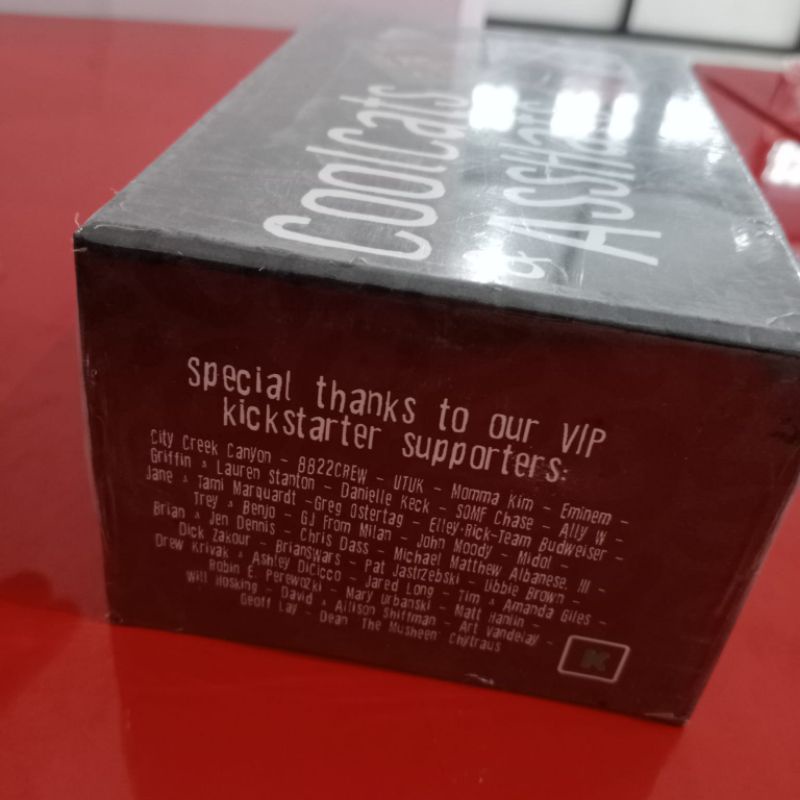 CoolCats
& AssHats
special thanks to our VIP
kickstarter supporters:
City Creek Canyon - BB22CREW - UTUK - Momma Kim - Eminem -
Griffin & Lauren Stanton - Danielle Keck - SOMF Chase - Ally W -
Jane & Tami Marquardt - Greg Ostertag - Elley-Rick-Team Budweiser -
Trey & Benjo - GJ From Milan - John Moody - Midol -
Brian & Jen Dennis - Chris Dass - Michael Matthew Albanese, III -
Dick Zakour - BrianSwars - Pat Jastrzebski - Ubbie Brown -
Drew Krivak & Ashley DiCicco - Jared Long - Tim & Amanda Giles -
Robin E. Perewozki - Mary Urbanski - Matt Hanlin -
Will Hosking - David & Allison Shiffman - Art Vandelay -
Geoff Lay - Dean The Musheen Chytraus
K